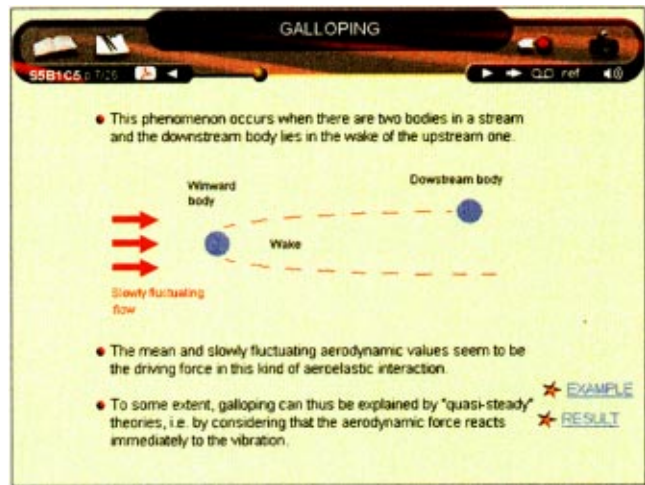 GALLOPING
S5B1C5 p 7/26
ref
This phenomenon occurs when there are two bodies in a stream
and the downstream body lies in the wake of the upstream one.
Winward
body
Dowstream body
Wake
Slowly fluctuating
flow
The mean and slowly fluctuating aerodynamic values seem to be
the driving force in this kind of aeroelastic interaction.
To some extent, galloping can thus be explained by "quasi-steady"
theories, i.e. by considering that the aerodynamic force reacts
immediately to the vibration.
EXAMPLE
RESULT